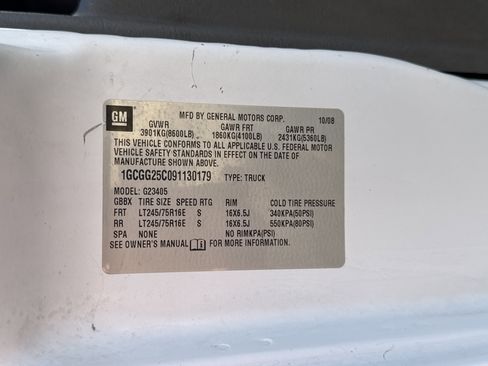 GM
MFD BY GENERAL MOTORS CORP. 10/08
GVWR GAWR FRT GAWR RR
3901KG(8600LB) 1860KG(4100LB) 2431KG(5360LB)
THIS VEHICLE CONFORMS TO ALL APPLICABLE U.S. FEDERAL MOTOR
VEHICLE SAFETY STANDARDS IN EFFECT ON THE DATE OF
MANUFACTURE SHOWN ABOVE.
1GCGG25C091130179 TYPE: TRUCK
MODEL: G23405
GBBX TIRE SIZE SPEED RTG RIM COLD TIRE PRESSURE
FRT LT245/75R16E S 16X6.5J 340KPA(50PSI)
RR LT245/75R16E S 16X6.5J 550KPA(80PSI)
SPA NONE NO RIMKPA(PSI)
SEE OWNER'S MANUAL FOR MORE INFORMATION.